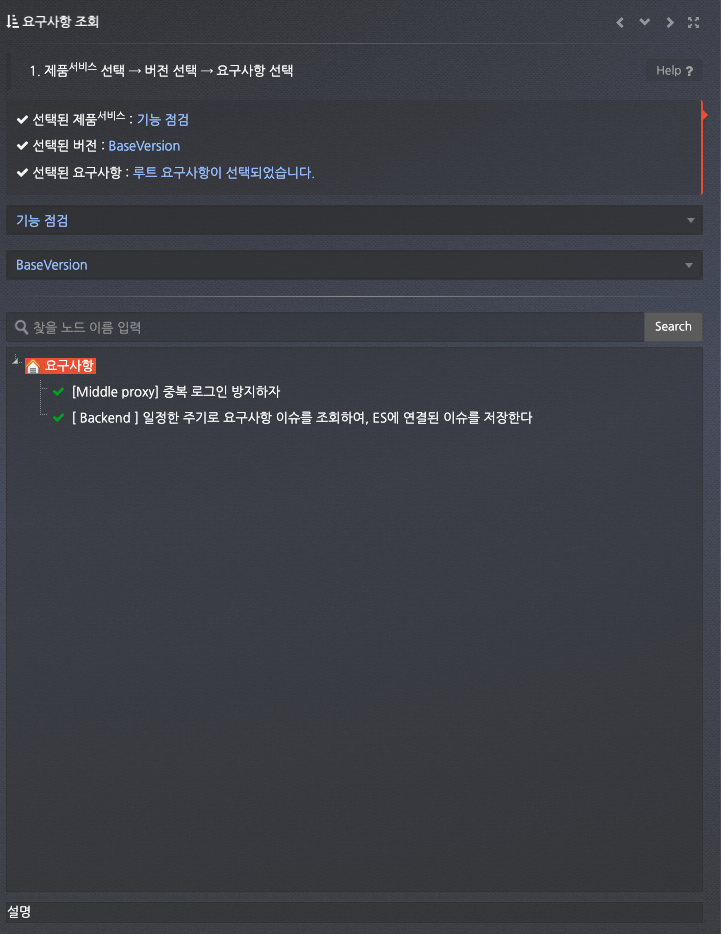 요구사항 조회
1. 제품서비스 선택 → 버전 선택 → 요구사항 선택
Help ?
선택된 제품서비스 : 기능 점검
선택된 버전 : BaseVersion
선택된 요구사항 : 루트 요구사항이 선택되었습니다.
기능 점검
BaseVersion
찾을 노드 이름 입력
Search
요구사항
[Middle proxy] 중복 로그인 방지하자
[ Backend ] 일정한 주기로 요구사항 이슈를 조회하여, ES에 연결된 이슈를 저장한다
설명